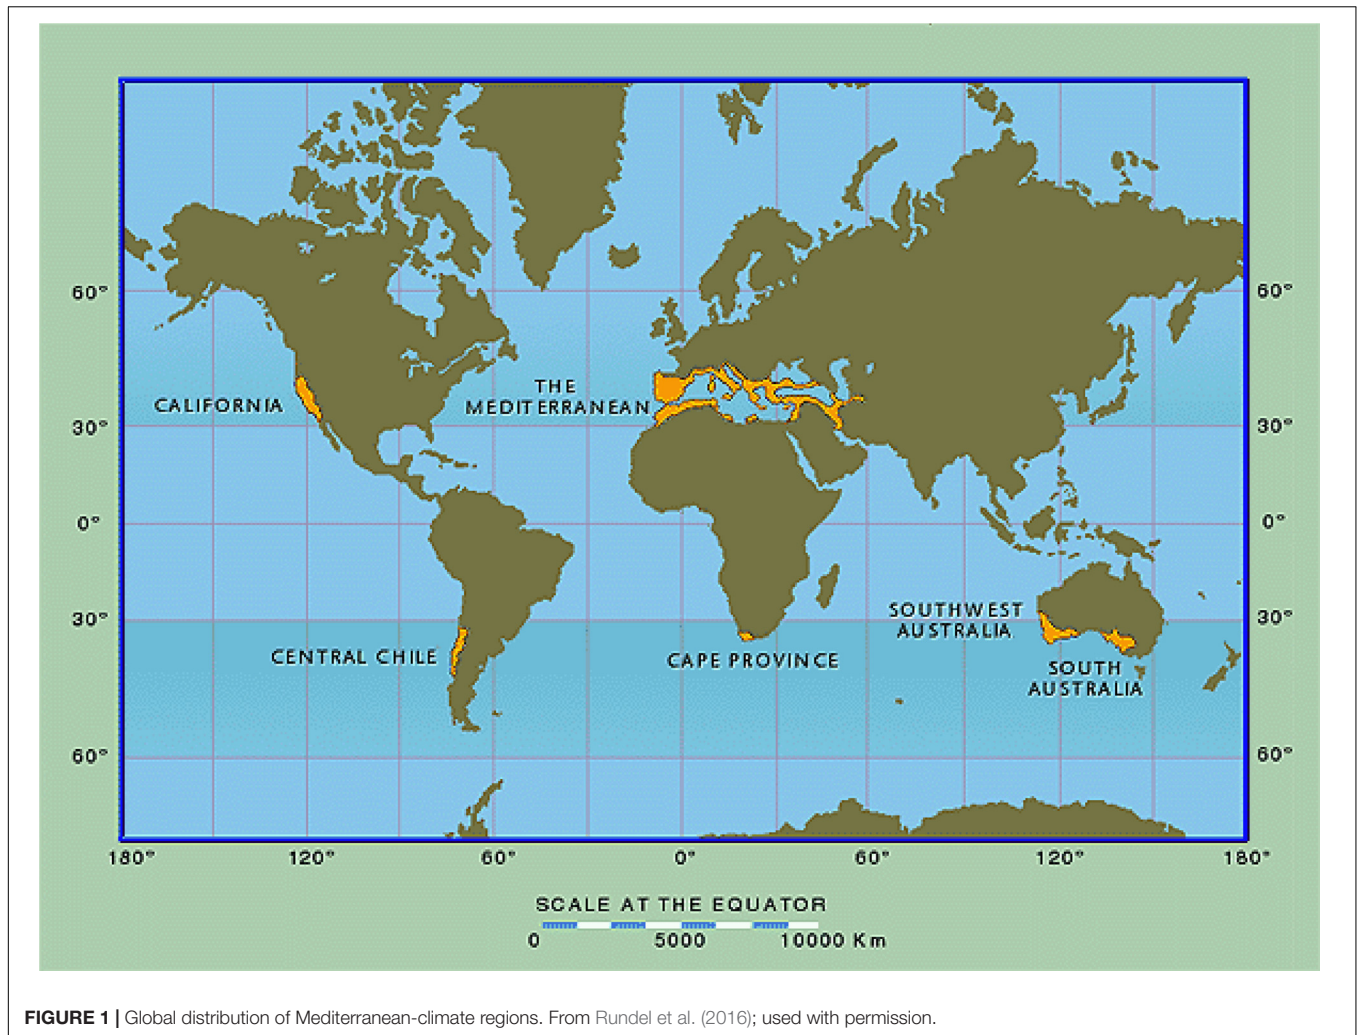 CALIFORNIA
THE
MEDITERRANEAN
SOUTHWEST
AUSTRALIA
CENTRAL CHILE
CAPE PROVINCE
SOUTH
AUSTRALIA
60° 60°
30° 30°
0° 0°
30° 30°
60° 60°
180° 120° 60° 0° 60° 120° 180°
SCALE AT THE EQUATOR
0 5000 10000 Km
FIGURE 1 | Global distribution of Mediterranean-climate regions. From Rundel et al. (2016); used with permission.